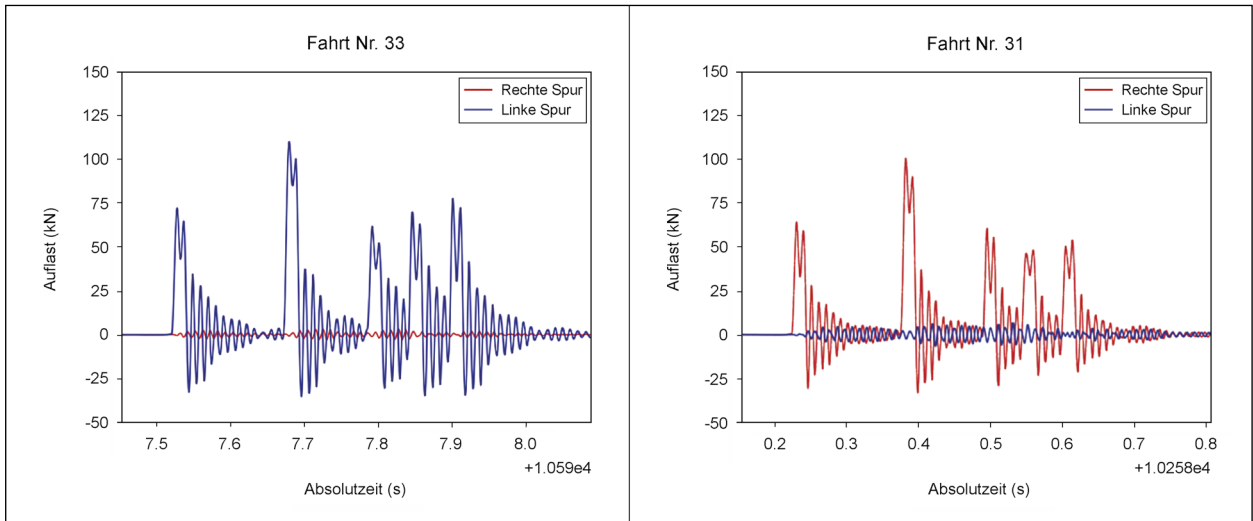 Fahrt Nr. 33
150
125
100
75
50
25
0
-25
-50
Auflast (kN)
Rechte Spur
Linke Spur
7.5 7.6 7.7 7.8 7.9 8.0
+1.059e4
Absolutzeit (s)
Fahrt Nr. 31
150
125
100
75
50
25
0
-25
-50
Auflast (kN)
Rechte Spur
Linke Spur
0.2 0.3 0.4 0.5 0.6 0.7 0.8
+1.0258e4
Absolutzeit (s)